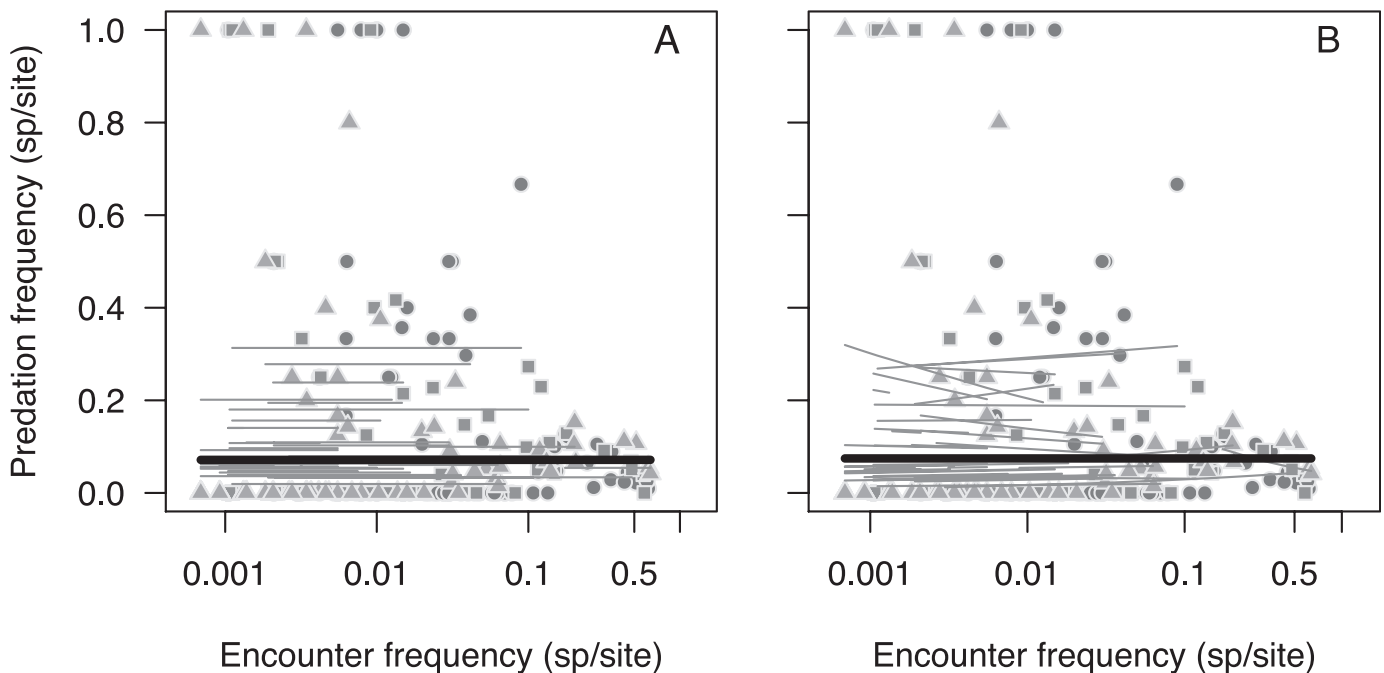 A
B
Predation frequency (sp/site)
1.0
0.8
0.6
0.4
0.2
0.0
0.001 0.01 0.1 0.5
0.001 0.01 0.1 0.5
Encounter frequency (sp/site)
Encounter frequency (sp/site)